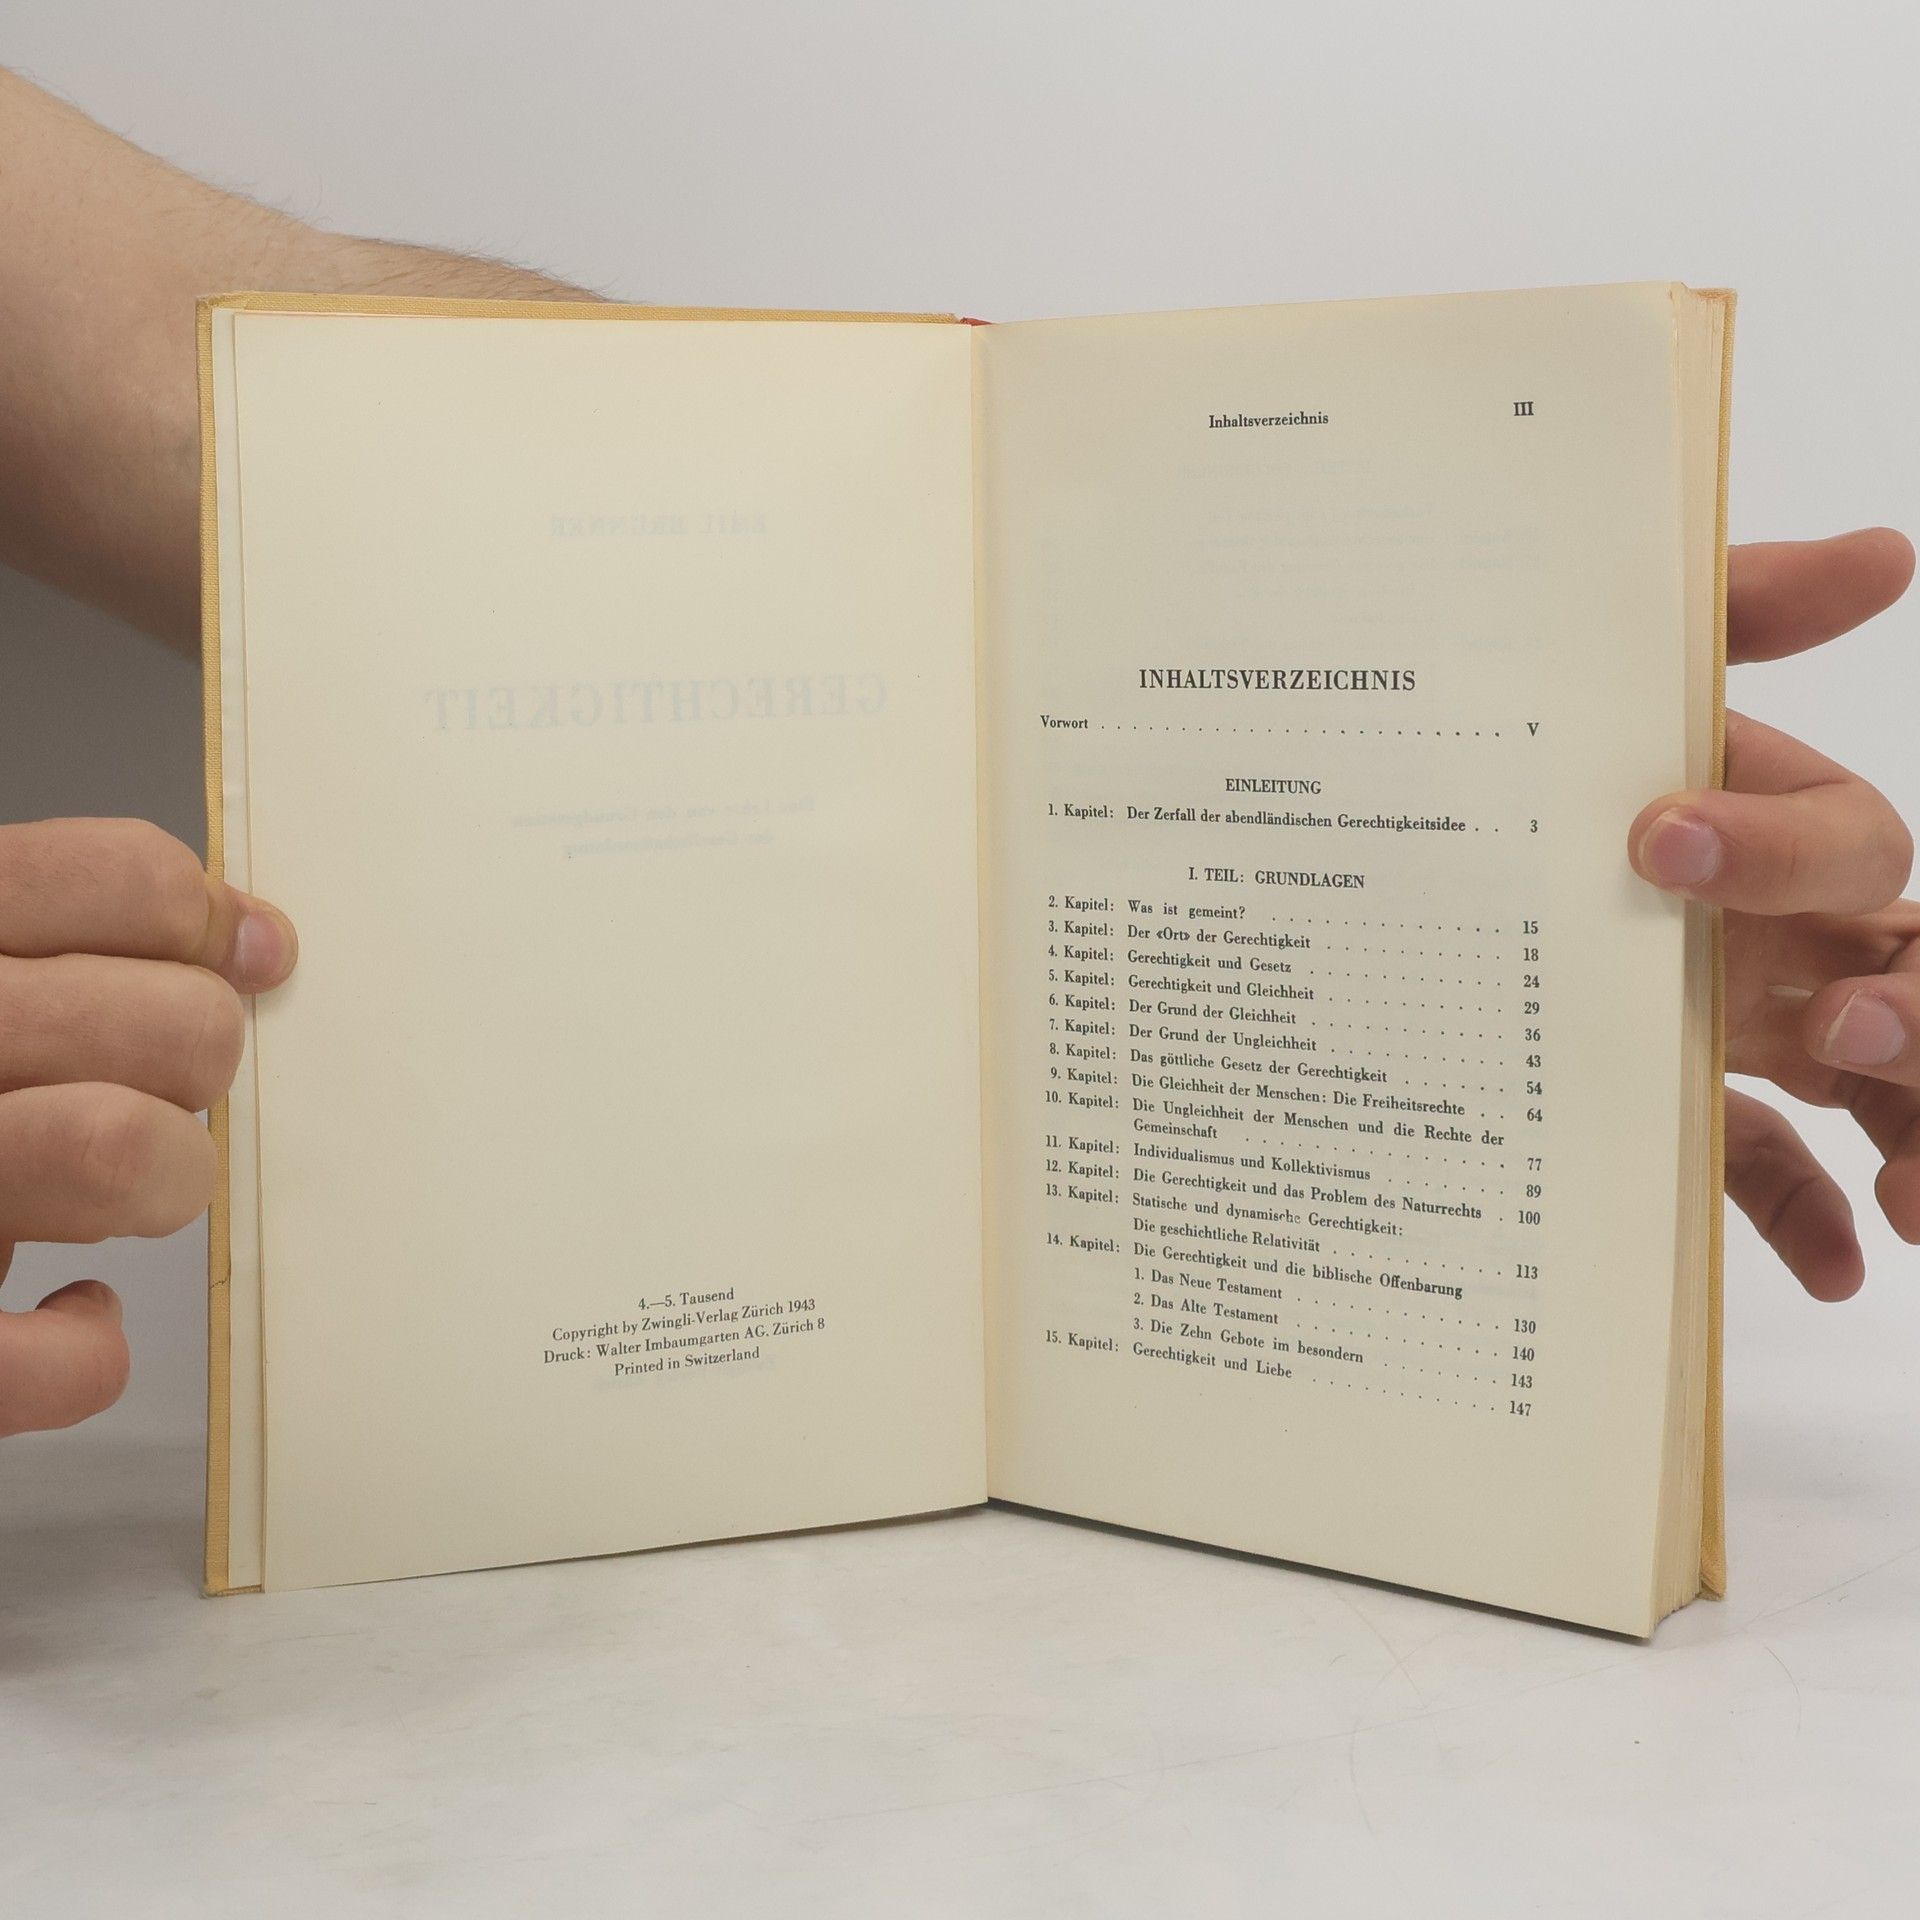 EMIL BRUNNER
GERECHTIGKEIT
4.—5. Tausend
Copyright by Zwingli-Verlag Zürich 1943
Druck: Walter Imbaumgarten AG. Zürich 8
Printed in Switzerland
Inhaltsverzeichnis III
INHALTSVERZEICHNIS
Vorwort . . . . . . . . . . . . . . . . . . . . . . . V
EINLEITUNG
1. Kapitel: Der Zerfall der abendländischen Gerechtigkeitsidee . . 3
I. TEIL: GRUNDLAGEN
2. Kapitel: Was ist gemeint? . . . . . . . . . . . 15
3. Kapitel: Der «Ort» der Gerechtigkeit . . . . . . . . . 18
4. Kapitel: Gerechtigkeit und Gesetz . . . . . . . . . . 24
5. Kapitel: Gerechtigkeit und Gleichheit . . . . . . . . . 29
6. Kapitel: Der Grund der Gleichheit . . . . . . . . . . 36
7. Kapitel: Der Grund der Ungleichheit . . . . . . . . . 43
8. Kapitel: Das göttliche Gesetz der Gerechtigkeit . . . . . . 54
9. Kapitel: Die Gleichheit der Menschen: Die Freiheitsrechte . . 64
10. Kapitel: Die Ungleichheit der Menschen und die Rechte der
Gemeinschaft . . . . . . . . . . . . . 77
11. Kapitel: Individualismus und Kollektivismus . . . . . . . 89
12. Kapitel: Die Gerechtigkeit und das Problem des Naturrechts . 100
13. Kapitel: Statische und dynamische Gerechtigkeit:
Die geschichtliche Relativität . . . . . . . . . 113
14. Kapitel: Die Gerechtigkeit und die biblische Offenbarung
1. Das Neue Testament . . . . . . . . . . . 130
2. Das Alte Testament . . . . . . . . . . . 140
3. Die Zehn Gebote im besondern . . . . . . 143
15. Kapitel: Gerechtigkeit und Liebe . . . . . . . . . . 147